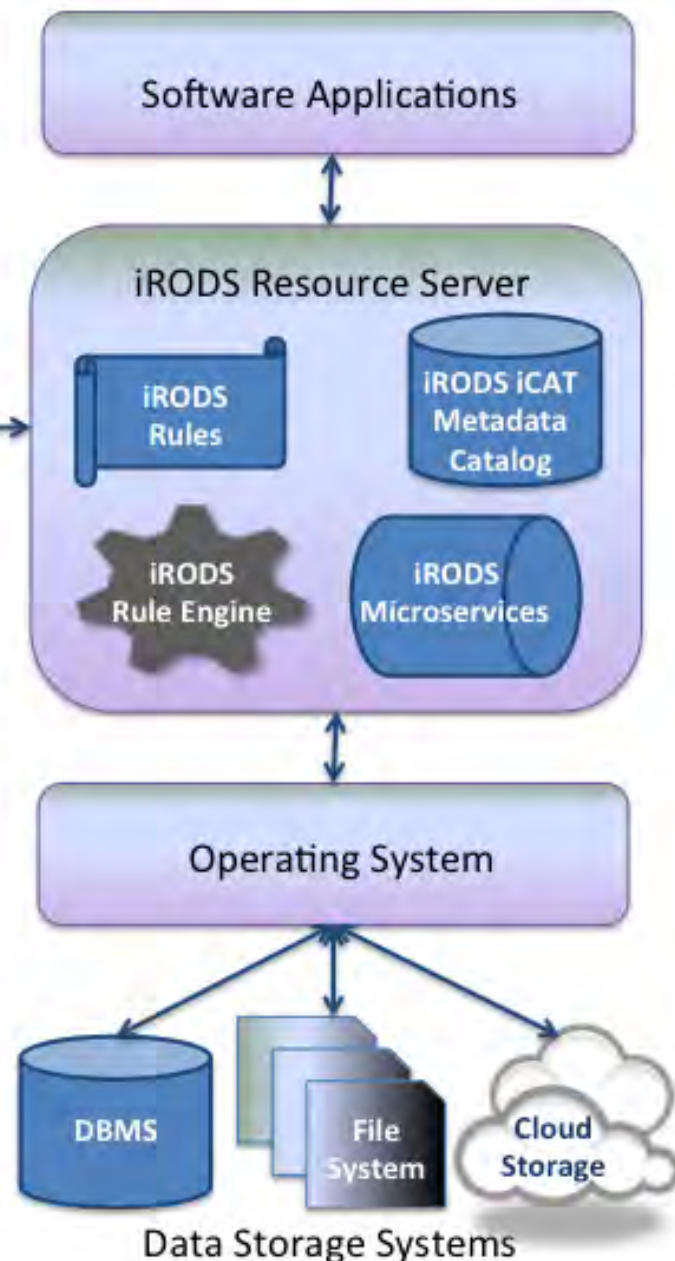 Software Applications
iRODS Resource Server
iRODS
Rules
iRODS iCAT
Metadata
Catalog
iRODS
Rule Engine
iRODS
Microservices
Operating System
DBMS
File
System
Cloud
Storage
Data Storage Systems